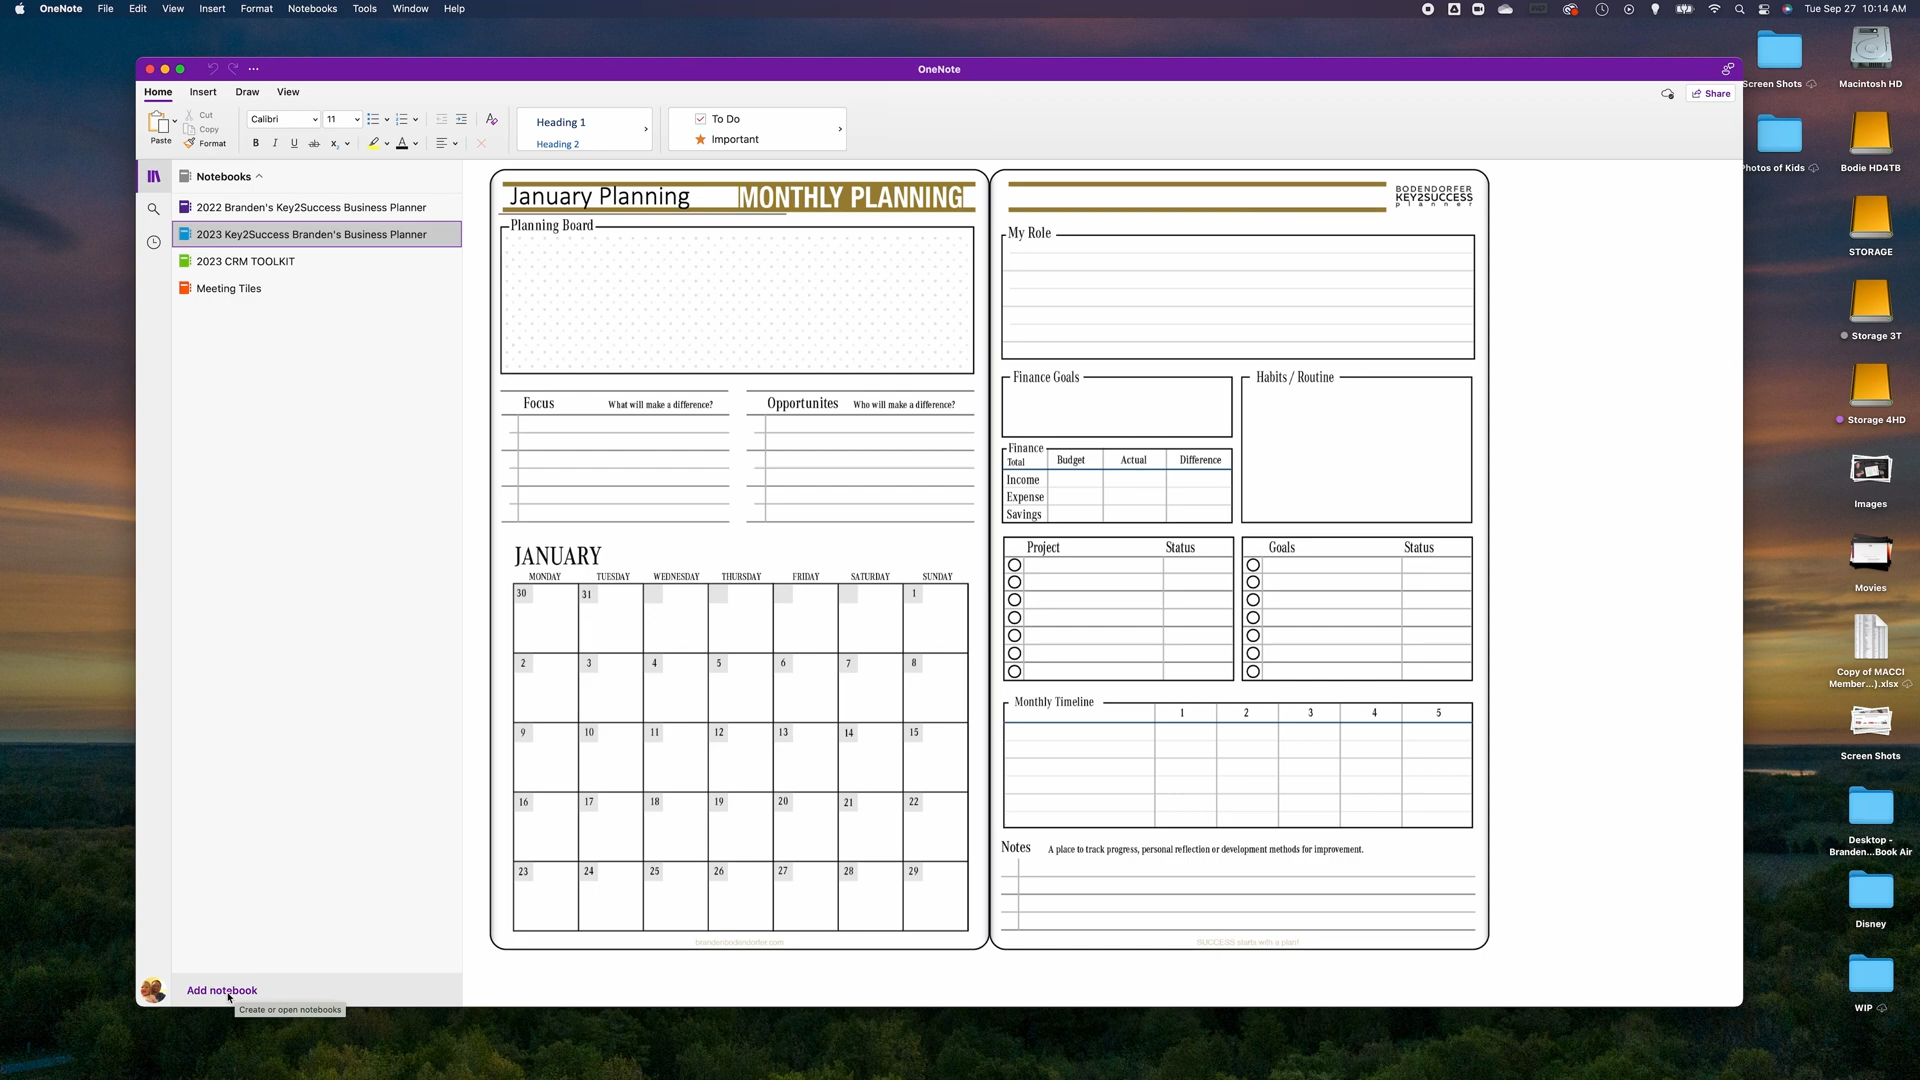 OneNote File Edit View Insert Format Notebooks Tools Window Help
Tue Sep 27 10:14 AM
OneNote
Home Insert Draw View
Share
Paste
Cut
Copy
Format
Calibri 11
B I U ab x
Heading 1
Heading 2
To Do
Important
Notebooks
2022 Branden's Key2Success Business Planner
2023 Key2Success Branden's Business Planner
2023 CRM TOOLKIT
Meeting Tiles
Add notebook
Create or open notebooks
January Planning MONTHLY PLANNING
Planning Board
Focus What will make a difference?
Opportunites Who will make a difference?
JANUARY
MONDAY TUESDAY WEDNESDAY THURSDAY FRIDAY SATURDAY SUNDAY
30 31 1
2 3 4 5 6 7 8
9 10 11 12 13 14 15
16 17 18 19 20 21 22
23 24 25 26 27 28 29
brandenbodendorfer.com
BODENDORFER
KEY2SUCCESS
planner
My Role
Finance Goals
Habits / Routine
Finance
Total Budget Actual Difference
Income
Expense
Savings
Project Status
Goals Status
Monthly Timeline
1 2 3 4 5
Notes A place to track progress, personal reflection or development methods for improvement.
SUCCESS starts with a plan!
Screen Shots
Macintosh HD
Photos of Kids
Bodie HD4TB
STORAGE
Storage 3T
Storage 4HD
Images
Movies
Copy of MACCI
Member...).xlsx
Screen Shots
Desktop -
Branden...Book Air
Disney
WIP